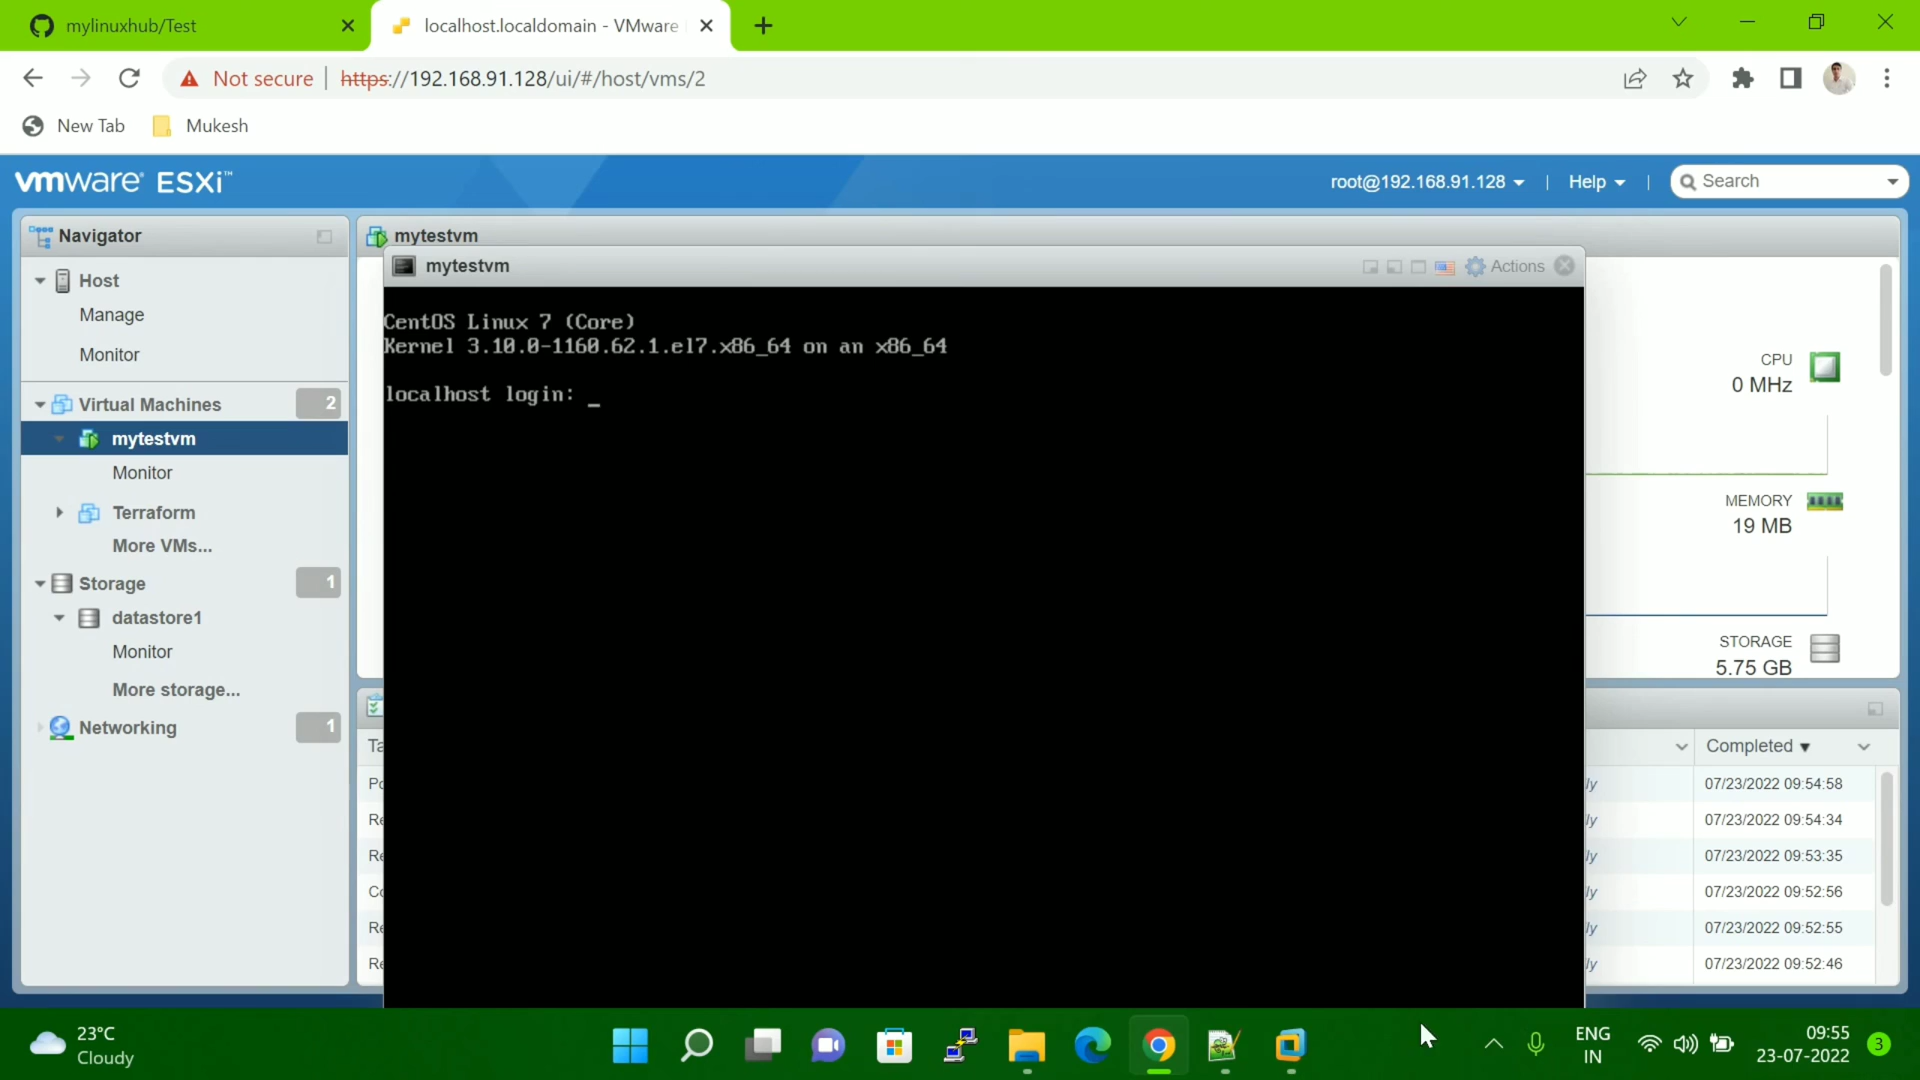 mylinuxhub/Test
localhost.localdomain - VMware
Not secure
https://192.168.91.128/ui/#/host/vms/2
New Tab
Mukesh
vmware ESXi™
root@192.168.91.128
|
Help
|
Search
Navigator
Host
Manage
Monitor
Virtual Machines
2
mytestvm
Monitor
Terraform
More VMs...
Storage
1
datastore1
Monitor
More storage...
Networking
1
mytestvm
mytestvm
Actions
CentOS Linux 7 (Core)
Kernel 3.10.0-1160.62.1.el7.x86_64 on an x86_64
localhost login: _
CPU
0 MHz
MEMORY
19 MB
STORAGE
5.75 GB
Completed
07/23/2022 09:54:58
07/23/2022 09:54:34
07/23/2022 09:53:35
07/23/2022 09:52:56
07/23/2022 09:52:55
07/23/2022 09:52:46
23°C
Cloudy
ENG
IN
09:55
23-07-2022
3